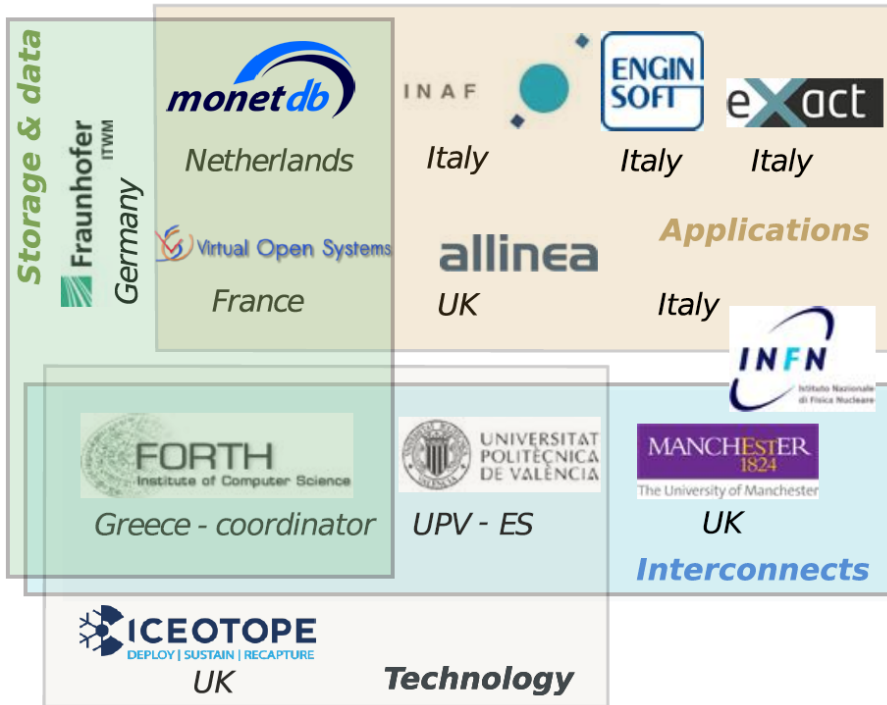 Storage & data
Fraunhofer
ITWM
Germany
monetdb
Netherlands
INAF
Italy
ENGIN
SOFT
Italy
eXact
Italy
Virtual Open Systems
France
allinea
UK
Applications
Italy
INFN
Istituto Nazionale
di Fisica Nucleare
FORTH
Institute of Computer Science
Greece - coordinator
UNIVERSITAT
POLITÈCNICA
DE VALÈNCIA
UPV - ES
MANCHESTER
1824
The University of Manchester
UK
Interconnects
ICEOTOPE
DEPLOY | SUSTAIN | RECAPTURE
UK
Technology